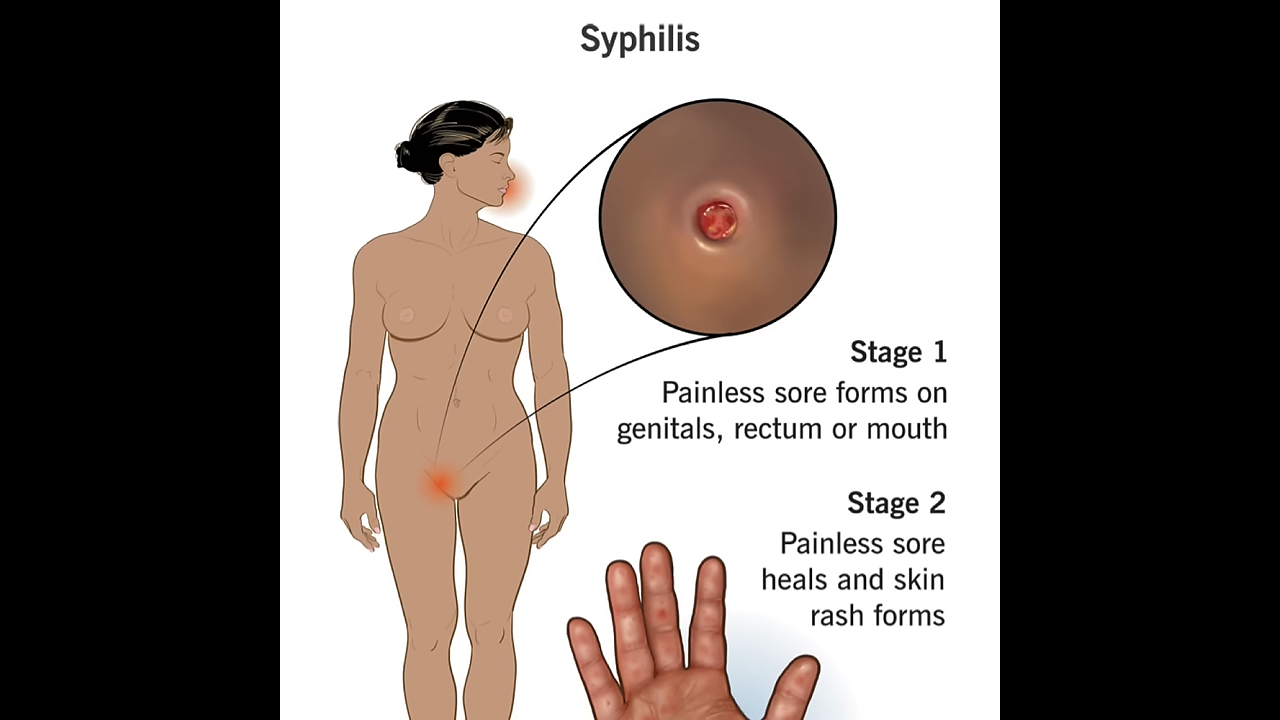 Syphilis
Stage 1
Painless sore forms on
genitals, rectum or mouth
Stage 2
Painless sore
heals and skin
rash forms